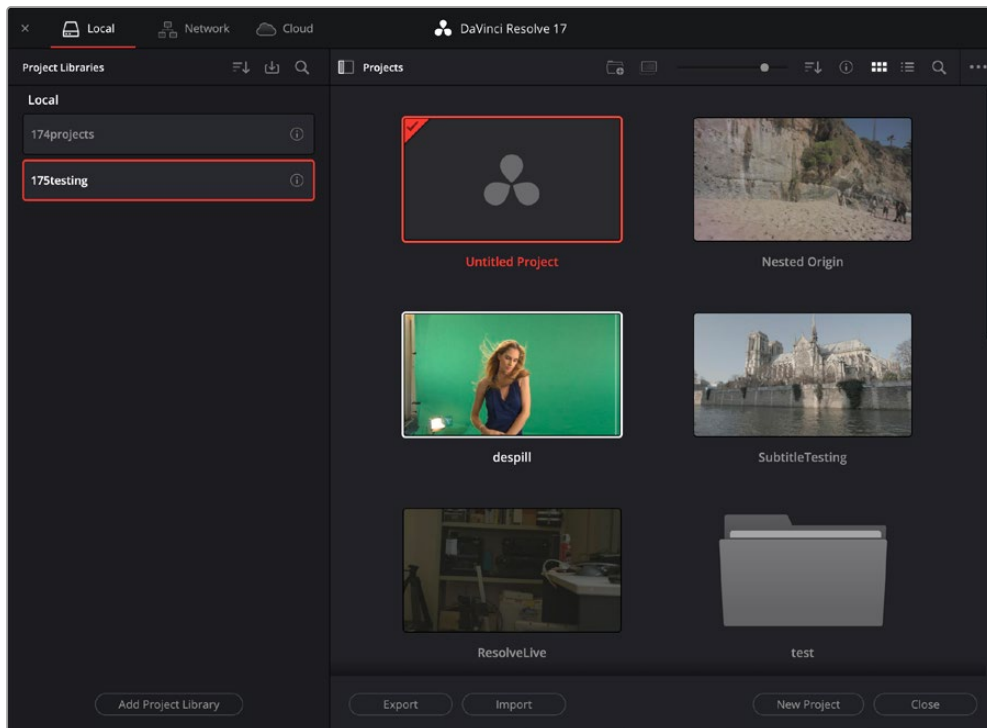 Local Network Cloud DaVinci Resolve 17
Project Libraries Projects
Local
174projects
175testing
Untitled Project Nested Origin
despill SubtitleTesting
ResolveLive test
Add Project Library Export Import New Project Close